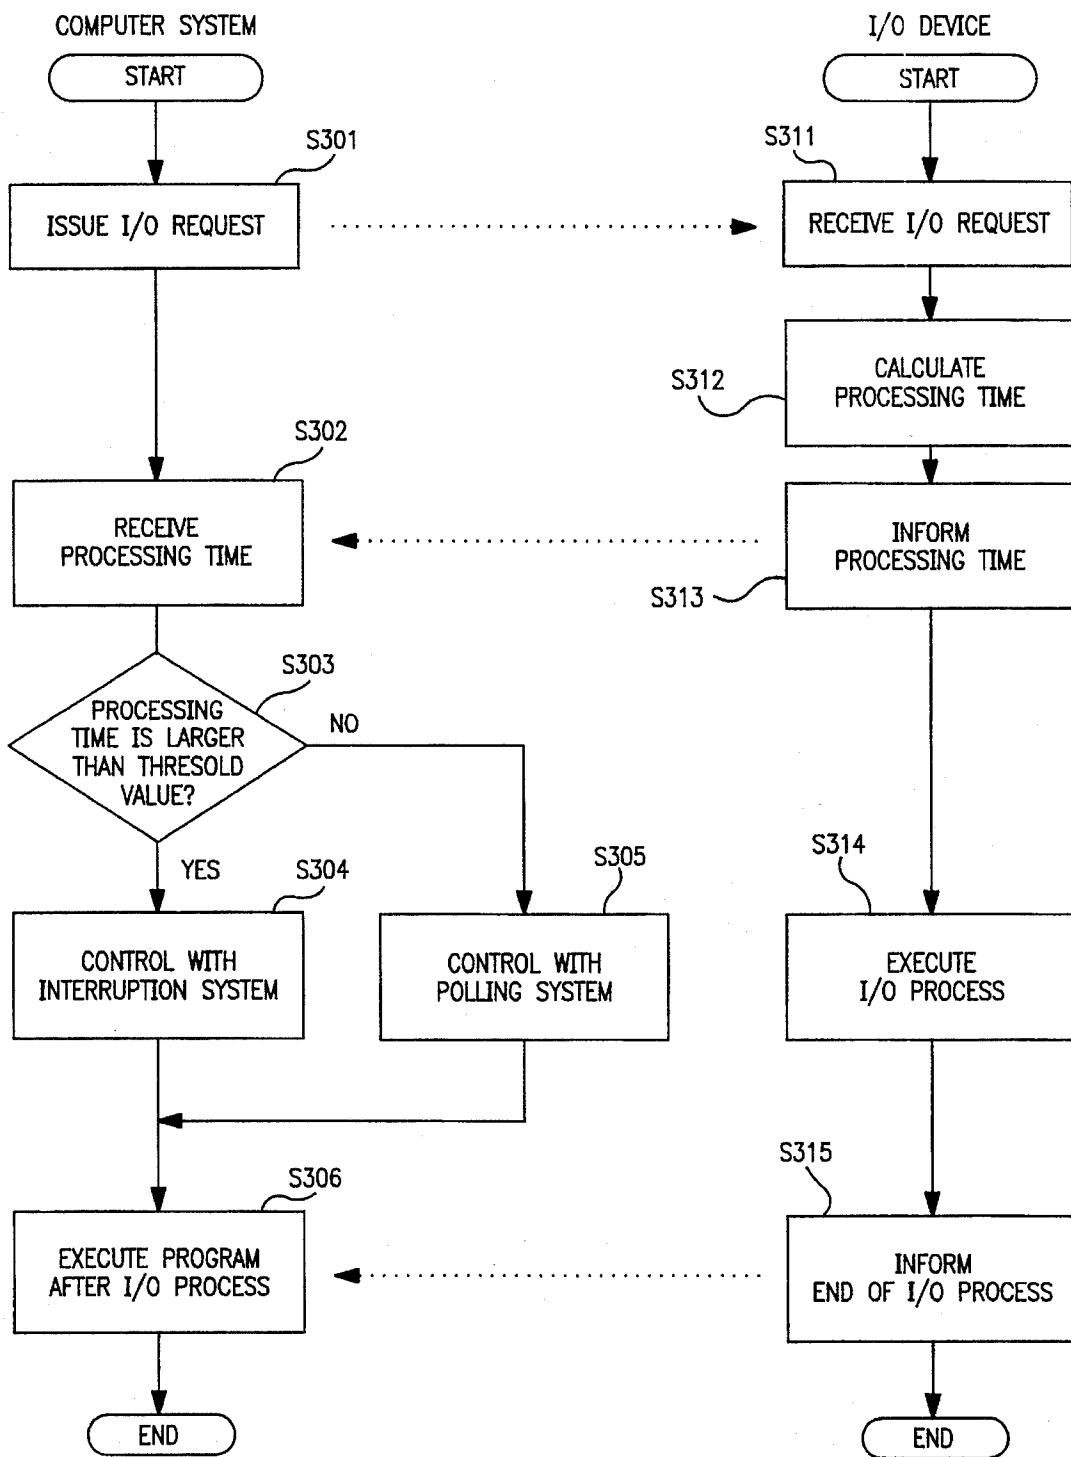 COMPUTER SYSTEM
START
S301
ISSUE I/O REQUEST
S302
RECEIVE
PROCESSING TIME
S303
PROCESSING
TIME IS LARGER
THAN THRESOLD
VALUE?
NO
YES
S304
CONTROL WITH
INTERRUPTION SYSTEM
S305
CONTROL WITH
POLLING SYSTEM
S306
EXECUTE PROGRAM
AFTER I/O PROCESS
END
I/O DEVICE
START
S311
RECEIVE I/O REQUEST
S312
CALCULATE
PROCESSING TIME
S313
INFORM
PROCESSING TIME
S314
EXECUTE
I/O PROCESS
S315
INFORM
END OF I/O PROCESS
END